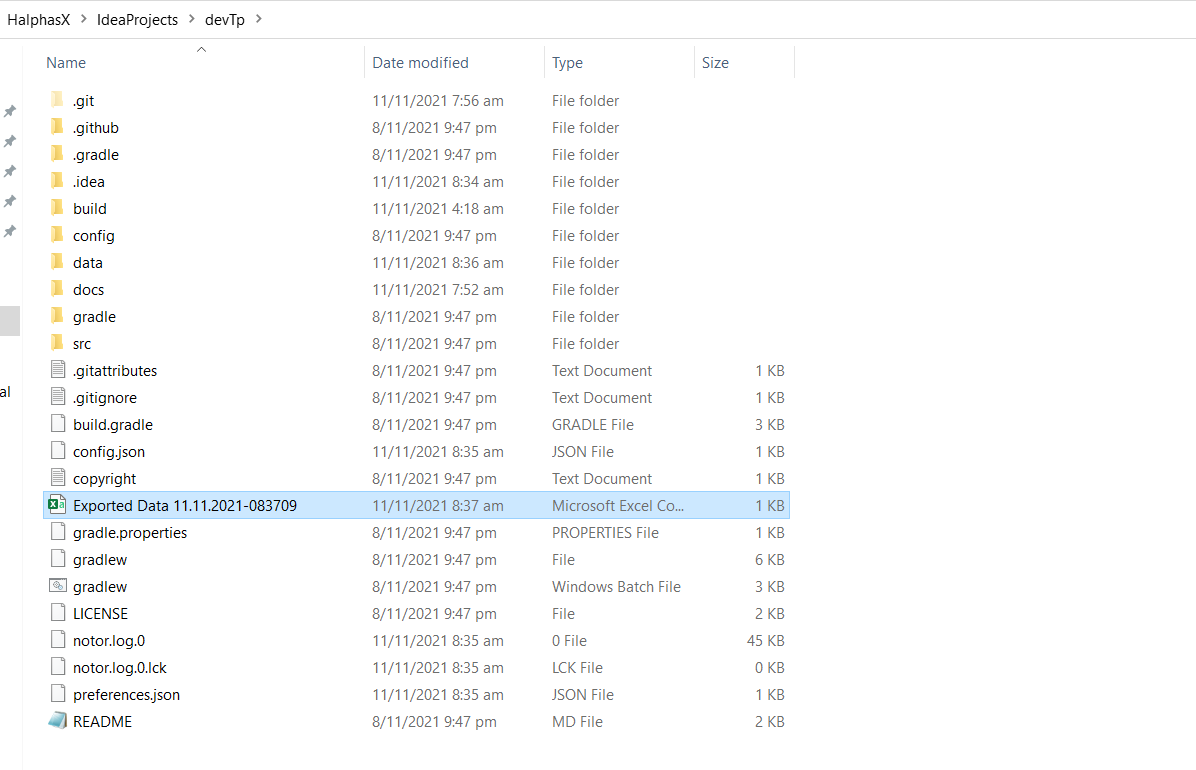 HalphasX > IdeaProjects > devTp >
Name Date modified Type Size
.git 11/11/2021 7:56 am File folder
.github 8/11/2021 9:47 pm File folder
.gradle 8/11/2021 9:47 pm File folder
.idea 11/11/2021 8:34 am File folder
build 11/11/2021 4:18 am File folder
config 8/11/2021 9:47 pm File folder
data 11/11/2021 8:36 am File folder
docs 11/11/2021 7:52 am File folder
gradle 8/11/2021 9:47 pm File folder
src 8/11/2021 9:47 pm File folder
.gitattributes 8/11/2021 9:47 pm Text Document 1 KB
al
.gitignore 8/11/2021 9:47 pm Text Document 1 KB
build.gradle 8/11/2021 9:47 pm GRADLE File 3 KB
config.json 11/11/2021 8:35 am JSON File 1 KB
copyright 8/11/2021 9:47 pm Text Document 1 KB
Exported Data 11.11.2021-083709 11/11/2021 8:37 am Microsoft Excel Co... 1 KB
gradle.properties 8/11/2021 9:47 pm PROPERTIES File 1 KB
gradlew 8/11/2021 9:47 pm File 6 KB
gradlew 8/11/2021 9:47 pm Windows Batch File 3 KB
LICENSE 8/11/2021 9:47 pm File 2 KB
notor.log.0 11/11/2021 8:35 am 0 File 45 KB
notor.log.0.lck 11/11/2021 8:35 am LCK File 0 KB
preferences.json 11/11/2021 8:35 am JSON File 1 KB
README 8/11/2021 9:47 pm MD File 2 KB